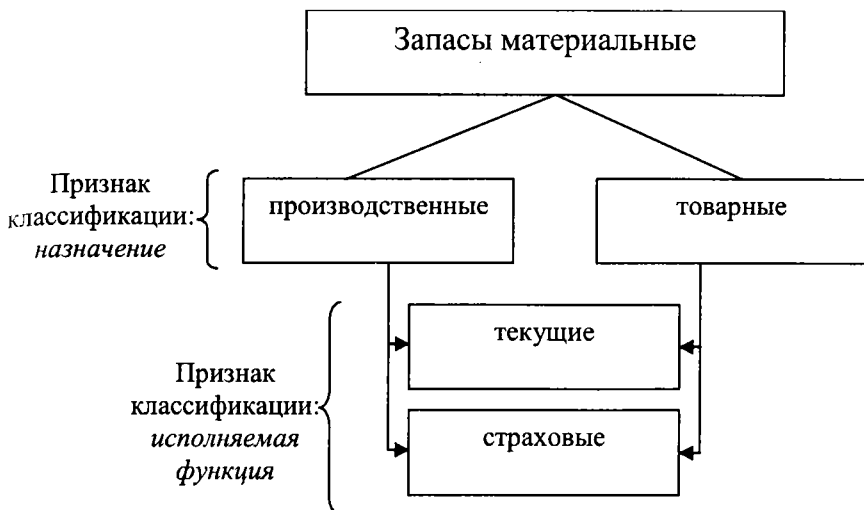 Запасы материальные
Признак
классификации:
назначение
производственные
товарные
Признак
классификации:
исполняемая
функция
текущие
страховые